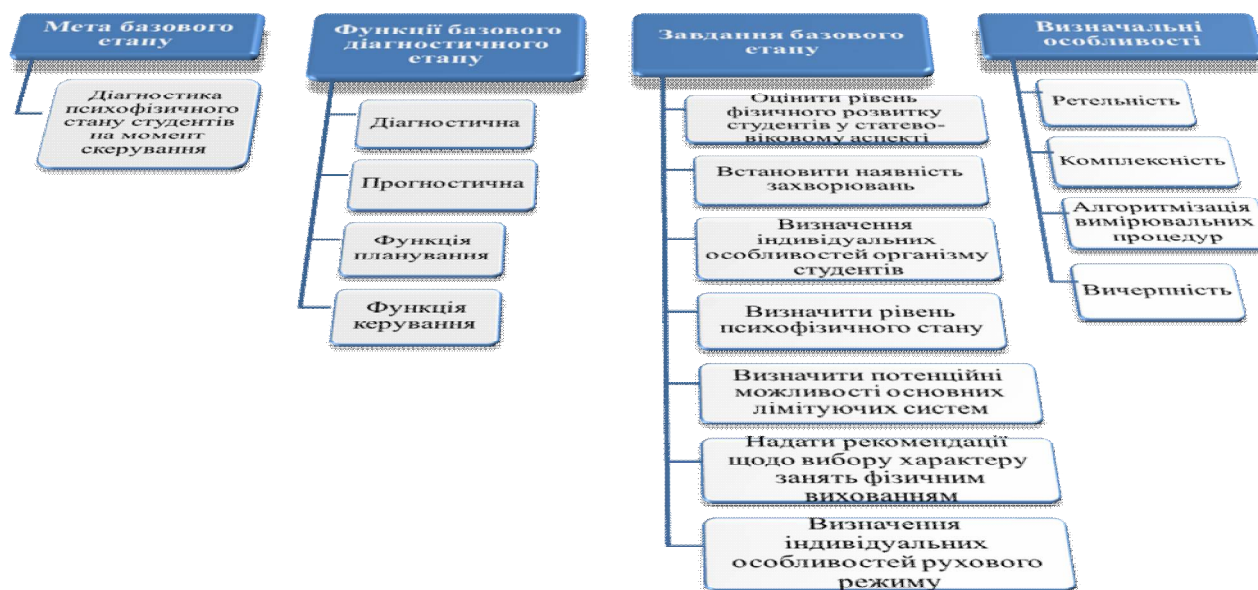 Мета базового
етапу
Діагностика
психофізичного
стану студентів
на момент
скерування
Функції базового
діагностичного
етапу
Діагностична
Прогностична
Функція
планування
Функція
керування
Завдання базового
етапу
Оцінити рівень
фізичного розвитку
студентів у статево-
віковому аспекті
Встановити наявність
захворювань
Визначення
індивідуальних
особливостей організму
студентів
Визначити рівень
психофізичного стану
Визначити потенційні
можливості основних
лімітуючих систем
Надати рекомендації
щодо вибору характеру
занять фізичним
вихованням
Визначення
індивідуальних
особливостей рухового
режиму
Визначальні
особливості
Ретельність
Комплексність
Алгоритмізація
вимірювальних
процедур
Вичерпність